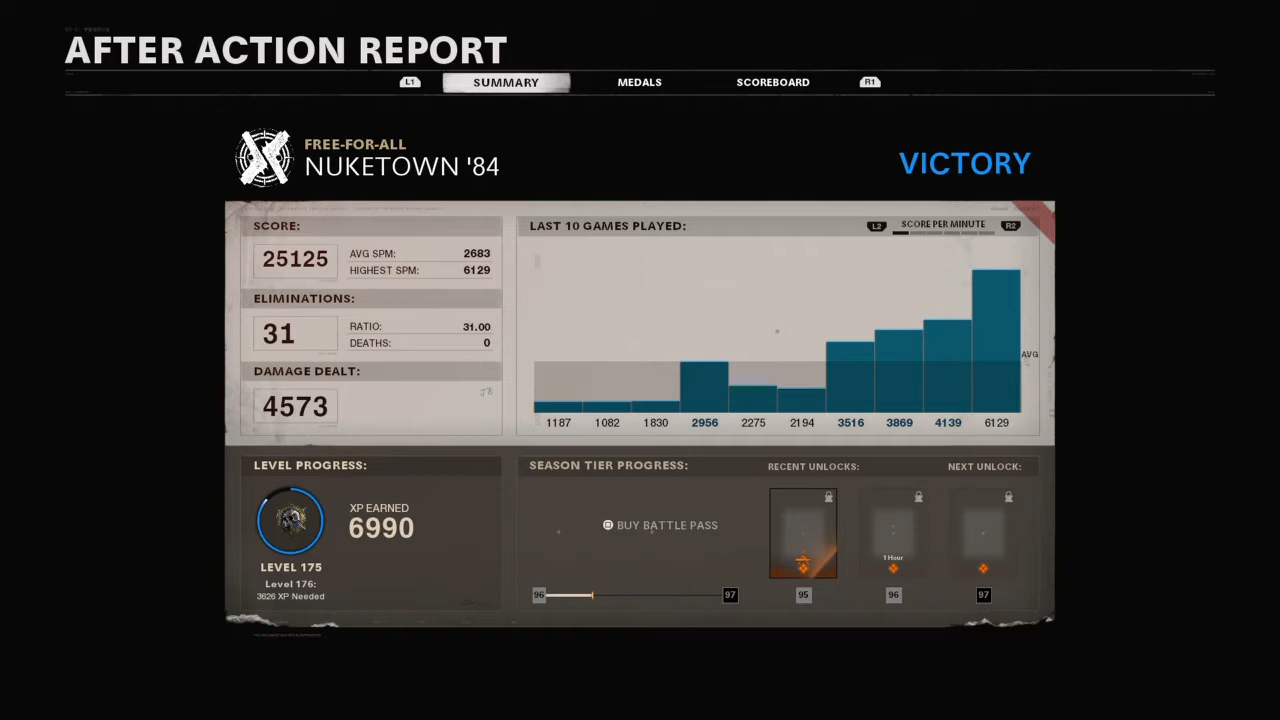 AFTER ACTION REPORT
L1 SUMMARY MEDALS SCOREBOARD R1
FREE-FOR-ALL
NUKETOWN '84
VICTORY
SCORE:
25125
AVG SPM: 2683
HIGHEST SPM: 6129
ELIMINATIONS:
31
RATIO: 31.00
DEATHS: 0
DAMAGE DEALT:
4573
LAST 10 GAMES PLAYED:
L2 SCORE PER MINUTE R2
AVG
1187 1082 1830 2956 2275 2194 3516 3869 4139 6129
LEVEL PROGRESS:
XP EARNED
6990
LEVEL 175
Level 176:
3626 XP Needed
SEASON TIER PROGRESS:
RECENT UNLOCKS:
NEXT UNLOCK:
BUY BATTLE PASS
1 Hour
96 97 95 96 97